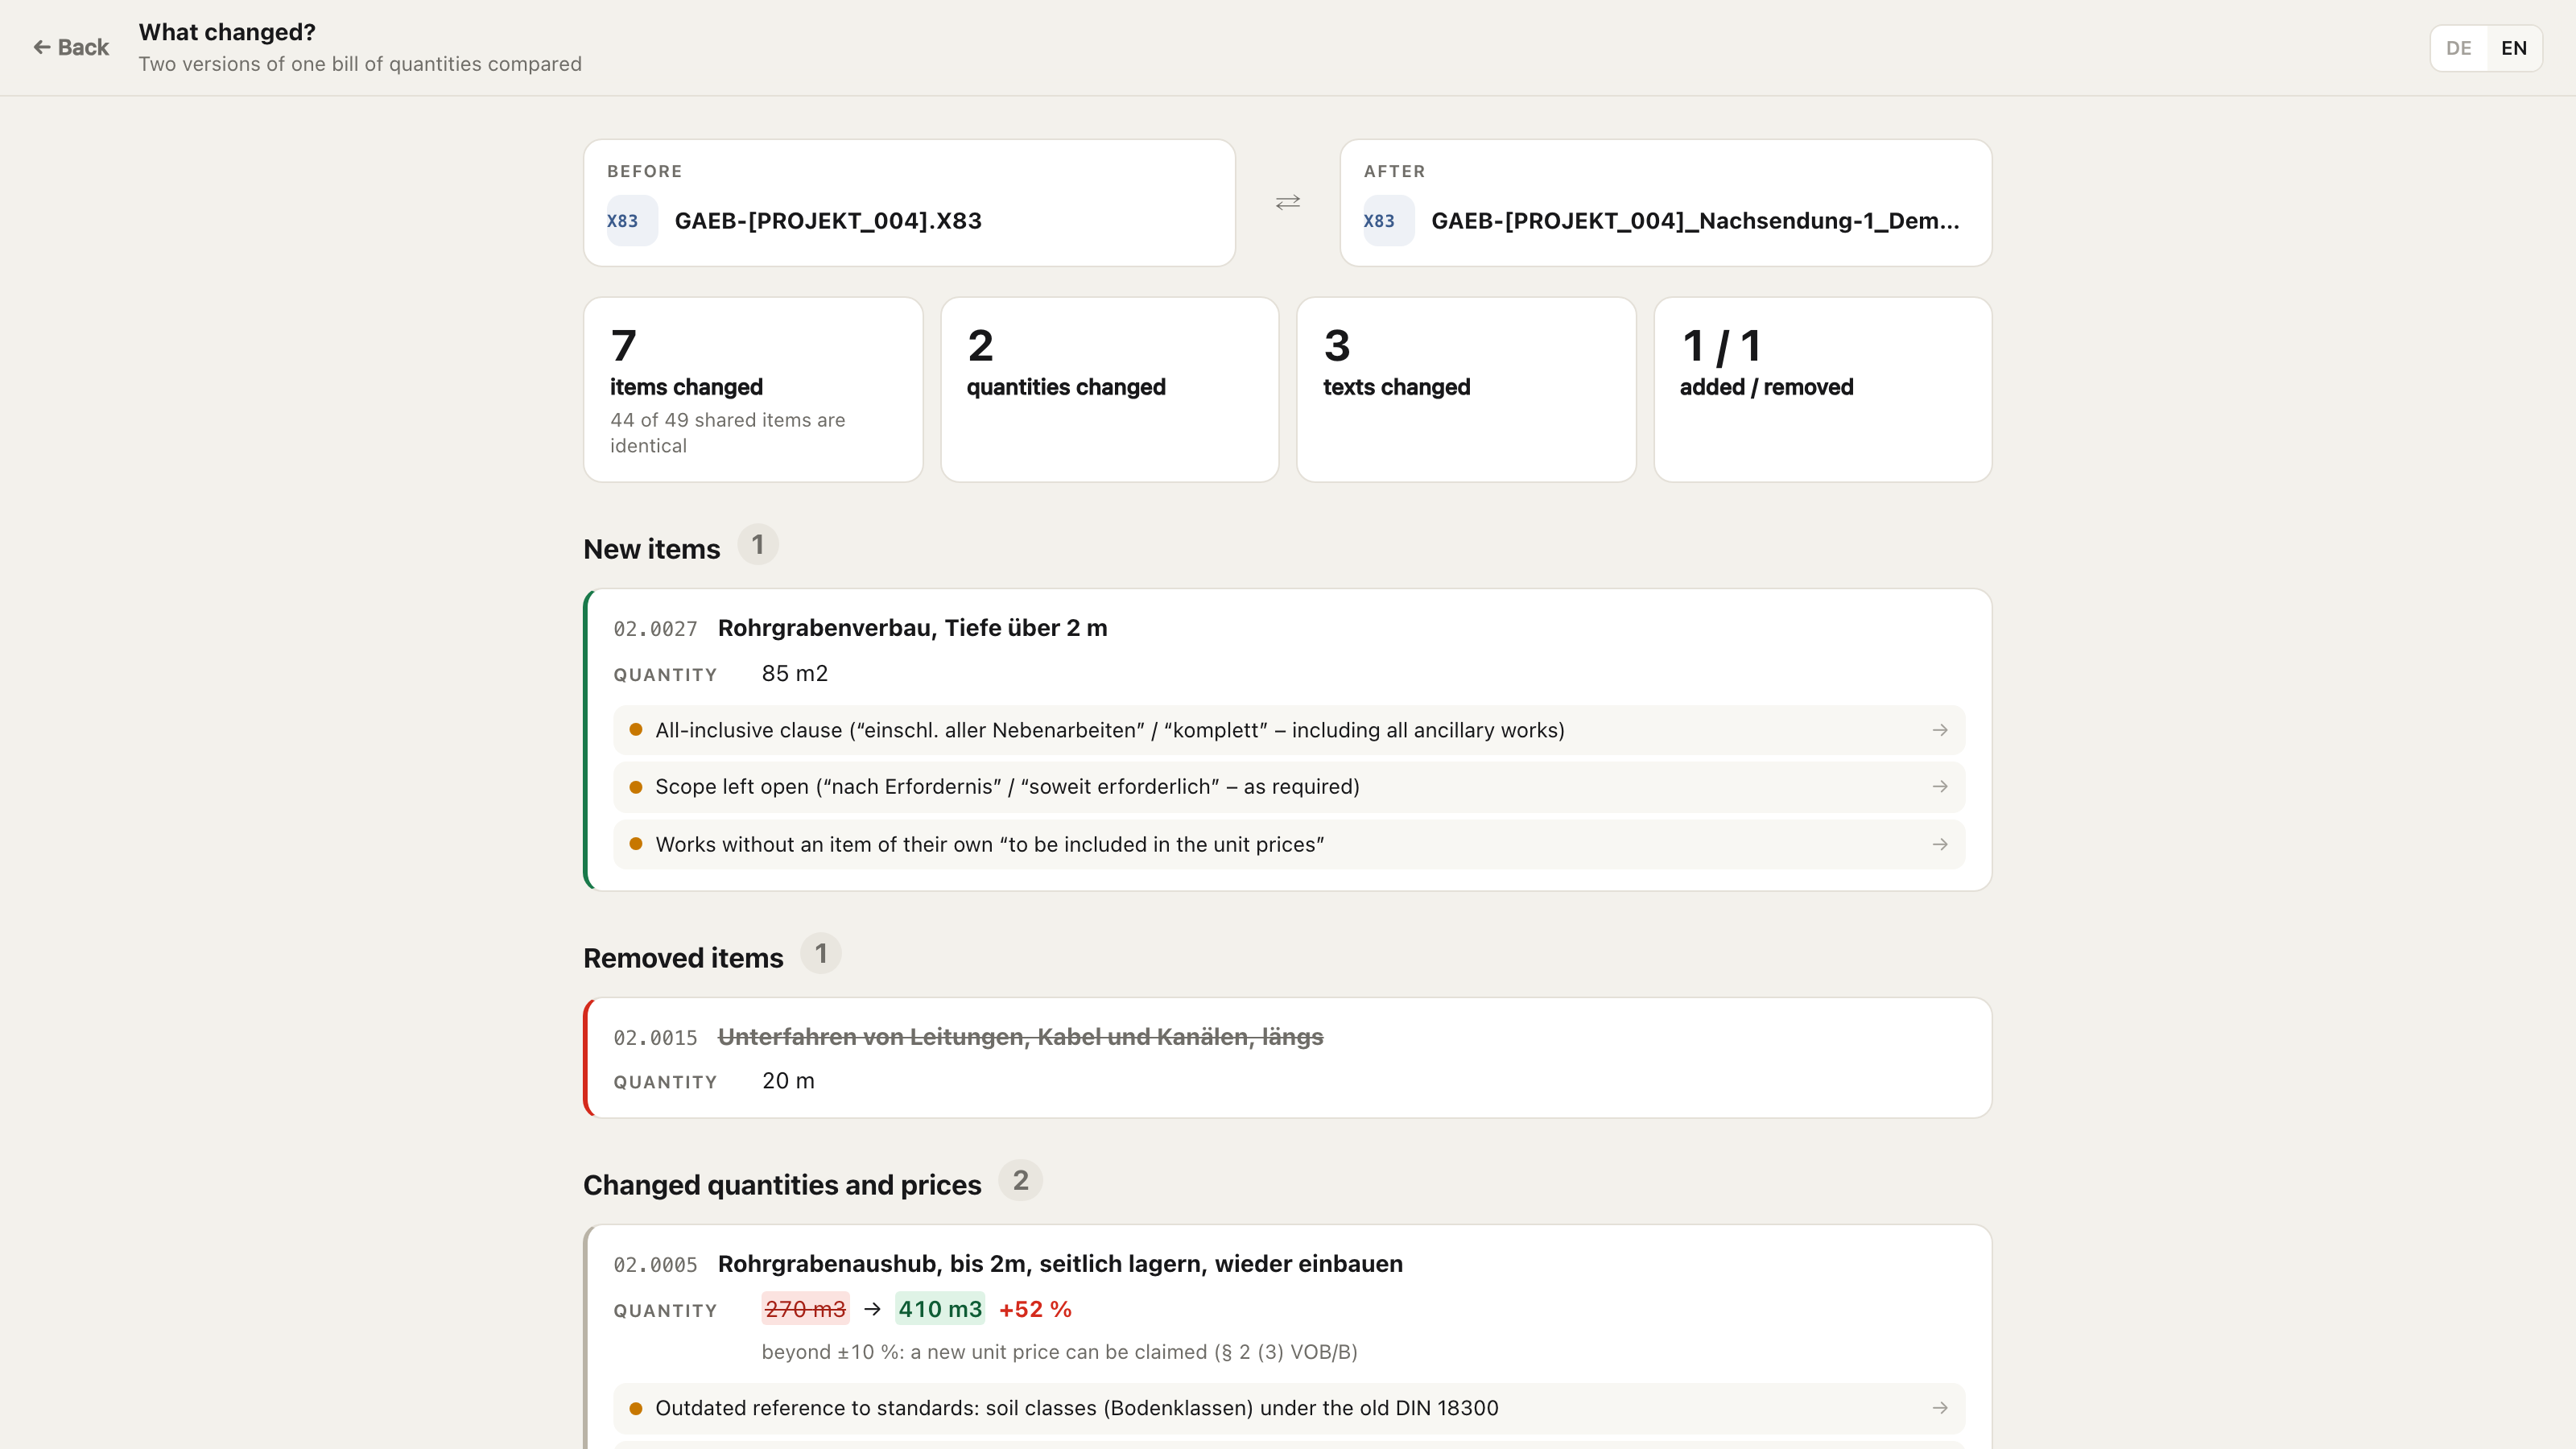 ← Back
What changed?
Two versions of one bill of quantities compared
DE EN
BEFORE
X83 GAEB-[PROJEKT_004].X83
⇄
AFTER
X83 GAEB-[PROJEKT_004]_Nachsendung-1_Dem...
7
items changed
44 of 49 shared items are
identical
2
quantities changed
3
texts changed
1 / 1
added / removed
New items 1
02.0027 Rohrgrabenverbau, Tiefe über 2 m
QUANTITY 85 m2
All-inclusive clause (“einschl. aller Nebenarbeiten” / “komplett” – including all ancillary works) →
Scope left open (“nach Erfordernis” / “soweit erforderlich” – as required) →
Works without an item of their own “to be included in the unit prices” →
Removed items 1
02.0015 Unterfahren von Leitungen, Kabel und Kanälen, längs
QUANTITY 20 m
Changed quantities and prices 2
02.0005 Rohrgrabenaushub, bis 2m, seitlich lagern, wieder einbauen
QUANTITY 270 m3 → 410 m3 +52 %
beyond ±10 %: a new unit price can be claimed (§ 2 (3) VOB/B)
Outdated reference to standards: soil classes (Bodenklassen) under the old DIN 18300 →